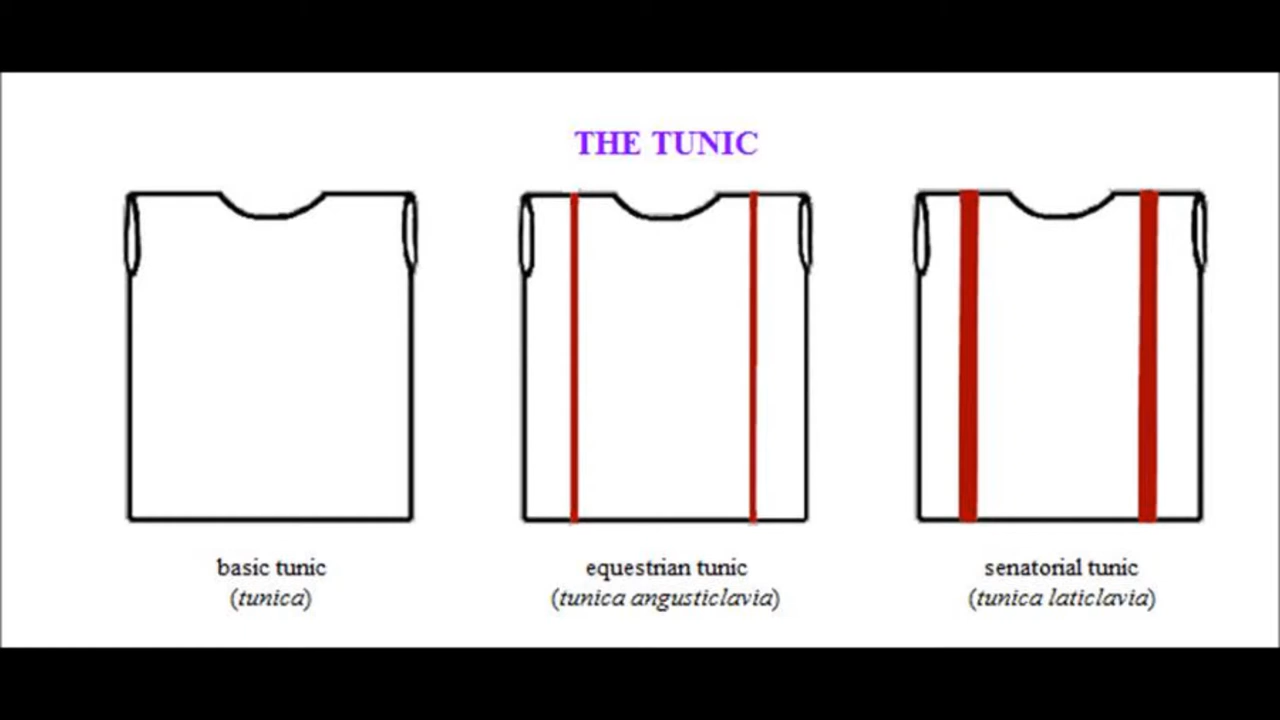 THE TUNIC
basic tunic
(tunica)
equestrian tunic
(tunica angusticlavia)
senatorial tunic
(tunica laticlavia)